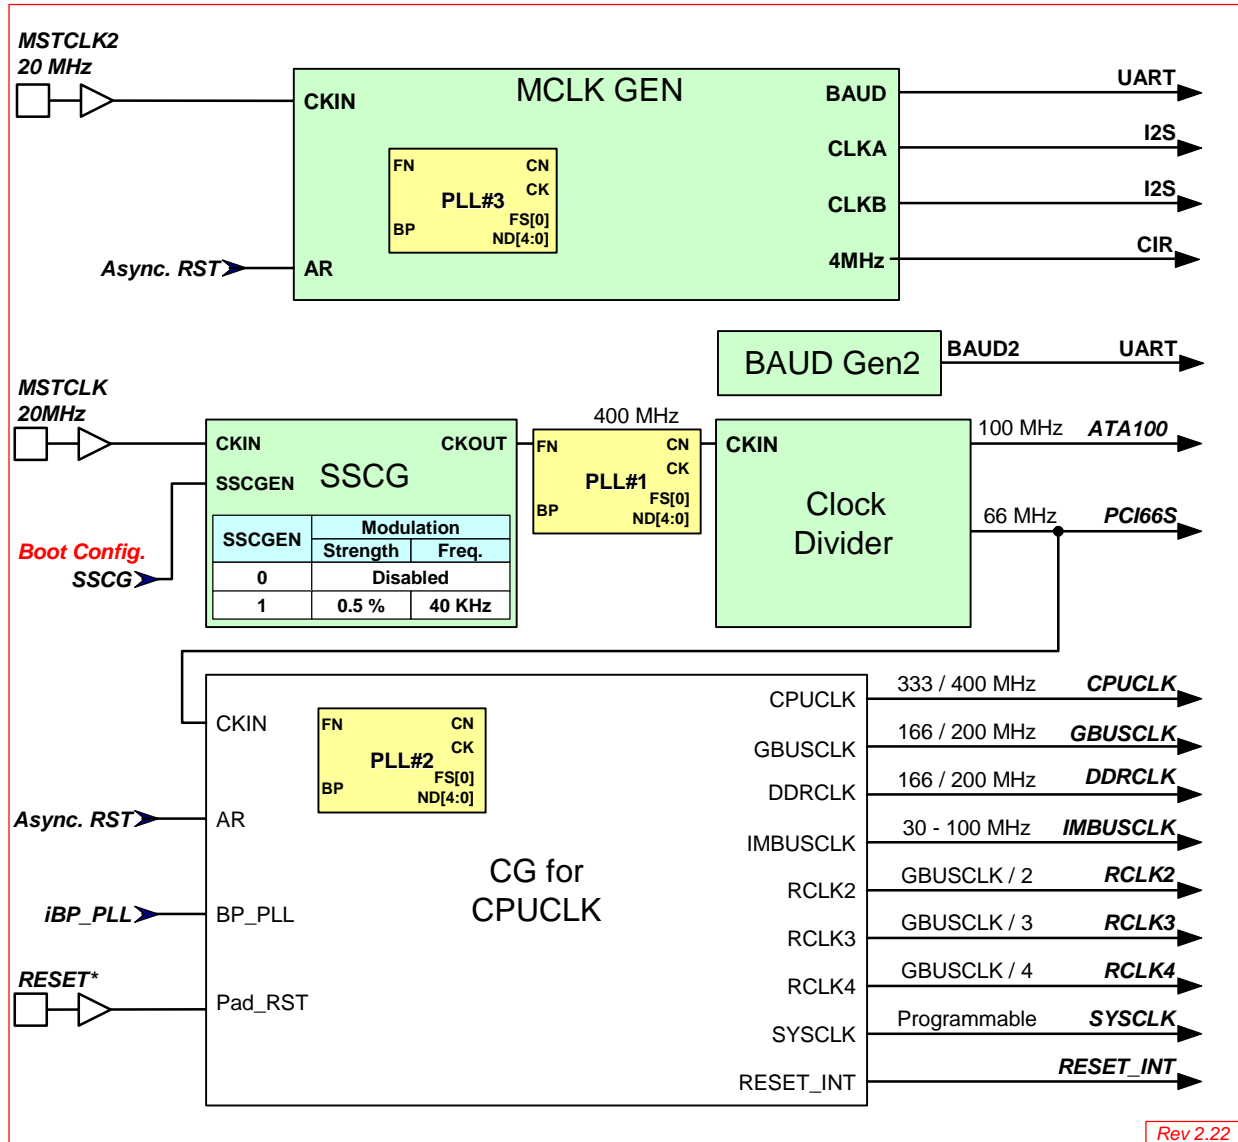 MSTCLK2
20 MHz
MCLK GEN
CKIN
BAUD
UART
CLKA
I2S
CLKB
I2S
4MHz
CIR
FN
CN
CK
PLL#3
FS[0]
BP
ND[4:0]
Async. RST
AR
BAUD Gen2
BAUD2
UART
MSTCLK
20MHz
400 MHz
CKIN
CKOUT
SSCGEN
SSCG
FN
CN
CK
PLL#1
FS[0]
BP
ND[4:0]
CKIN
Clock
Divider
100 MHz
ATA100
66 MHz
PCI66S
Boot Config.
SSCG
SSCGEN
Modulation
Strength
Freq.
0
Disabled
1
0.5 %
40 KHz
CKIN
FN
CN
CK
PLL#2
FS[0]
BP
ND[4:0]
Async. RST
AR
iBP_PLL
BP_PLL
RESET*
Pad_RST
CG for
CPUCLK
CPUCLK
333 / 400 MHz
CPUCLK
GBUSCLK
166 / 200 MHz
GBUSCLK
DDRCLK
166 / 200 MHz
DDRCLK
IMBUSCLK
30 - 100 MHz
IMBUSCLK
RCLK2
GBUSCLK / 2
RCLK2
RCLK3
GBUSCLK / 3
RCLK3
RCLK4
GBUSCLK / 4
RCLK4
SYSCLK
Programmable
SYSCLK
RESET_INT
RESET_INT
Rev 2.22